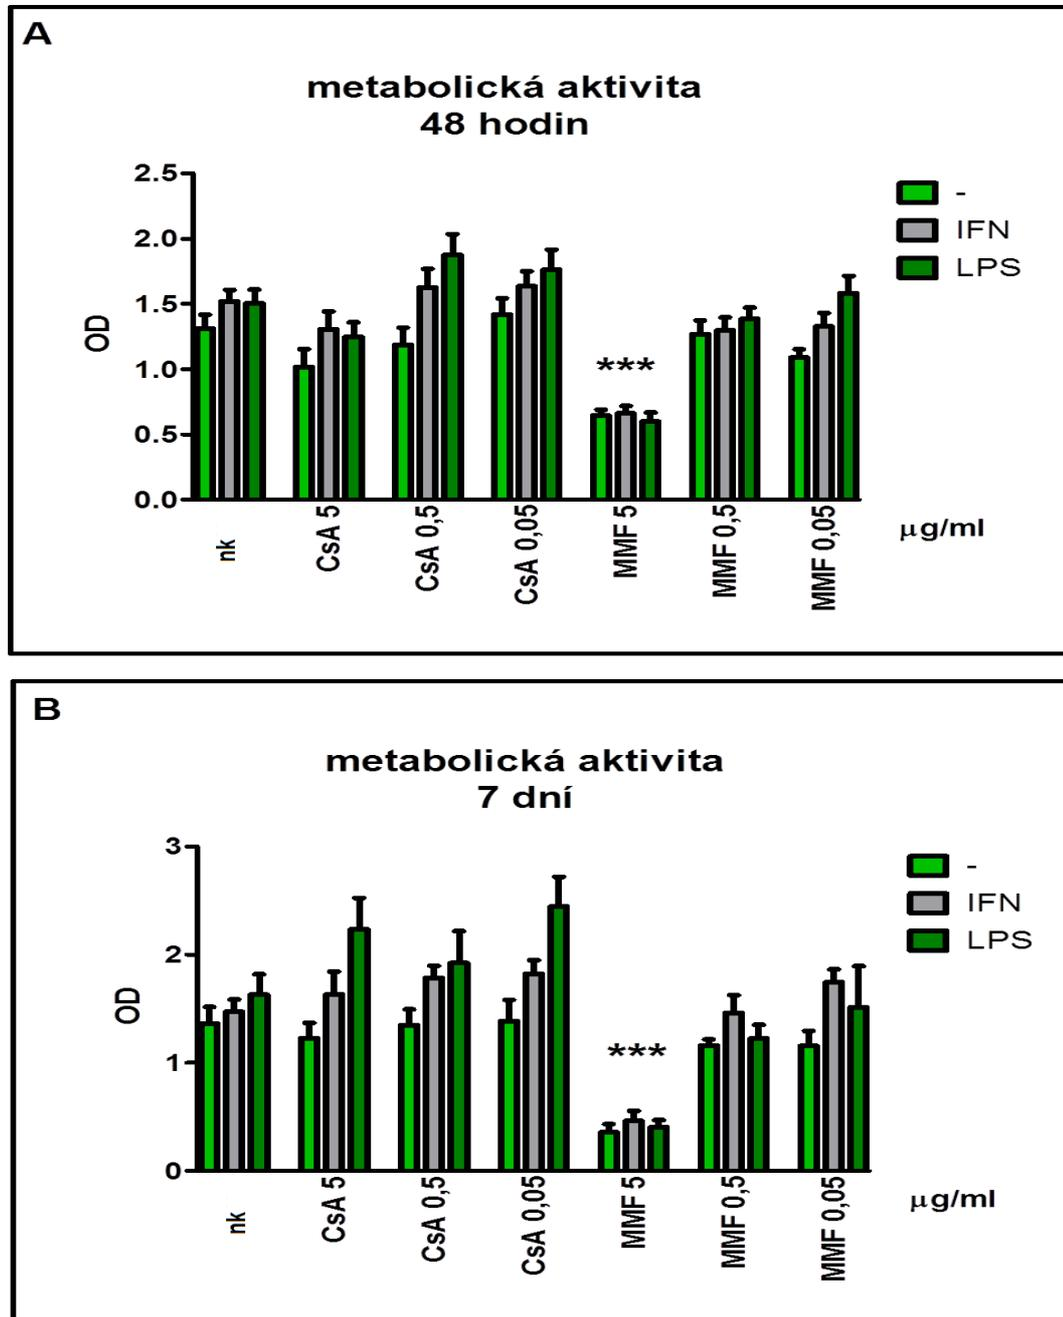 A
metabolická aktivita
48 hodin
2.5
2.0
1.5
1.0
0.5
0.0
OD
***
-
IFN
LPS
nk
CsA 5
CsA 0,5
CsA 0,05
MMF 5
MMF 0,5
MMF 0,05
µg/ml
B
metabolická aktivita
7 dní
3
2
1
0
OD
***
-
IFN
LPS
nk
CsA 5
CsA 0,5
CsA 0,05
MMF 5
MMF 0,5
MMF 0,05
µg/ml